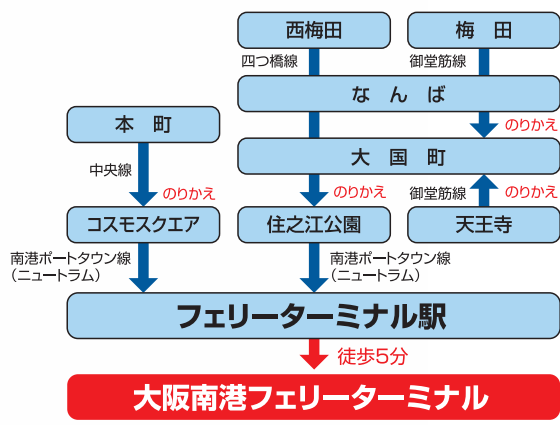 西梅田
梅 田
四つ橋線
御堂筋線
な ん ば
のりかえ
本 町
大 国 町
中央線
のりかえ
のりかえ
御堂筋線
のりかえ
コスモスクエア
住之江公園
天王寺
南港ポートタウン線
(ニュートラム)
南港ポートタウン線
(ニュートラム)
フェリーターミナル駅
徒歩5分
大阪南港フェリーターミナル